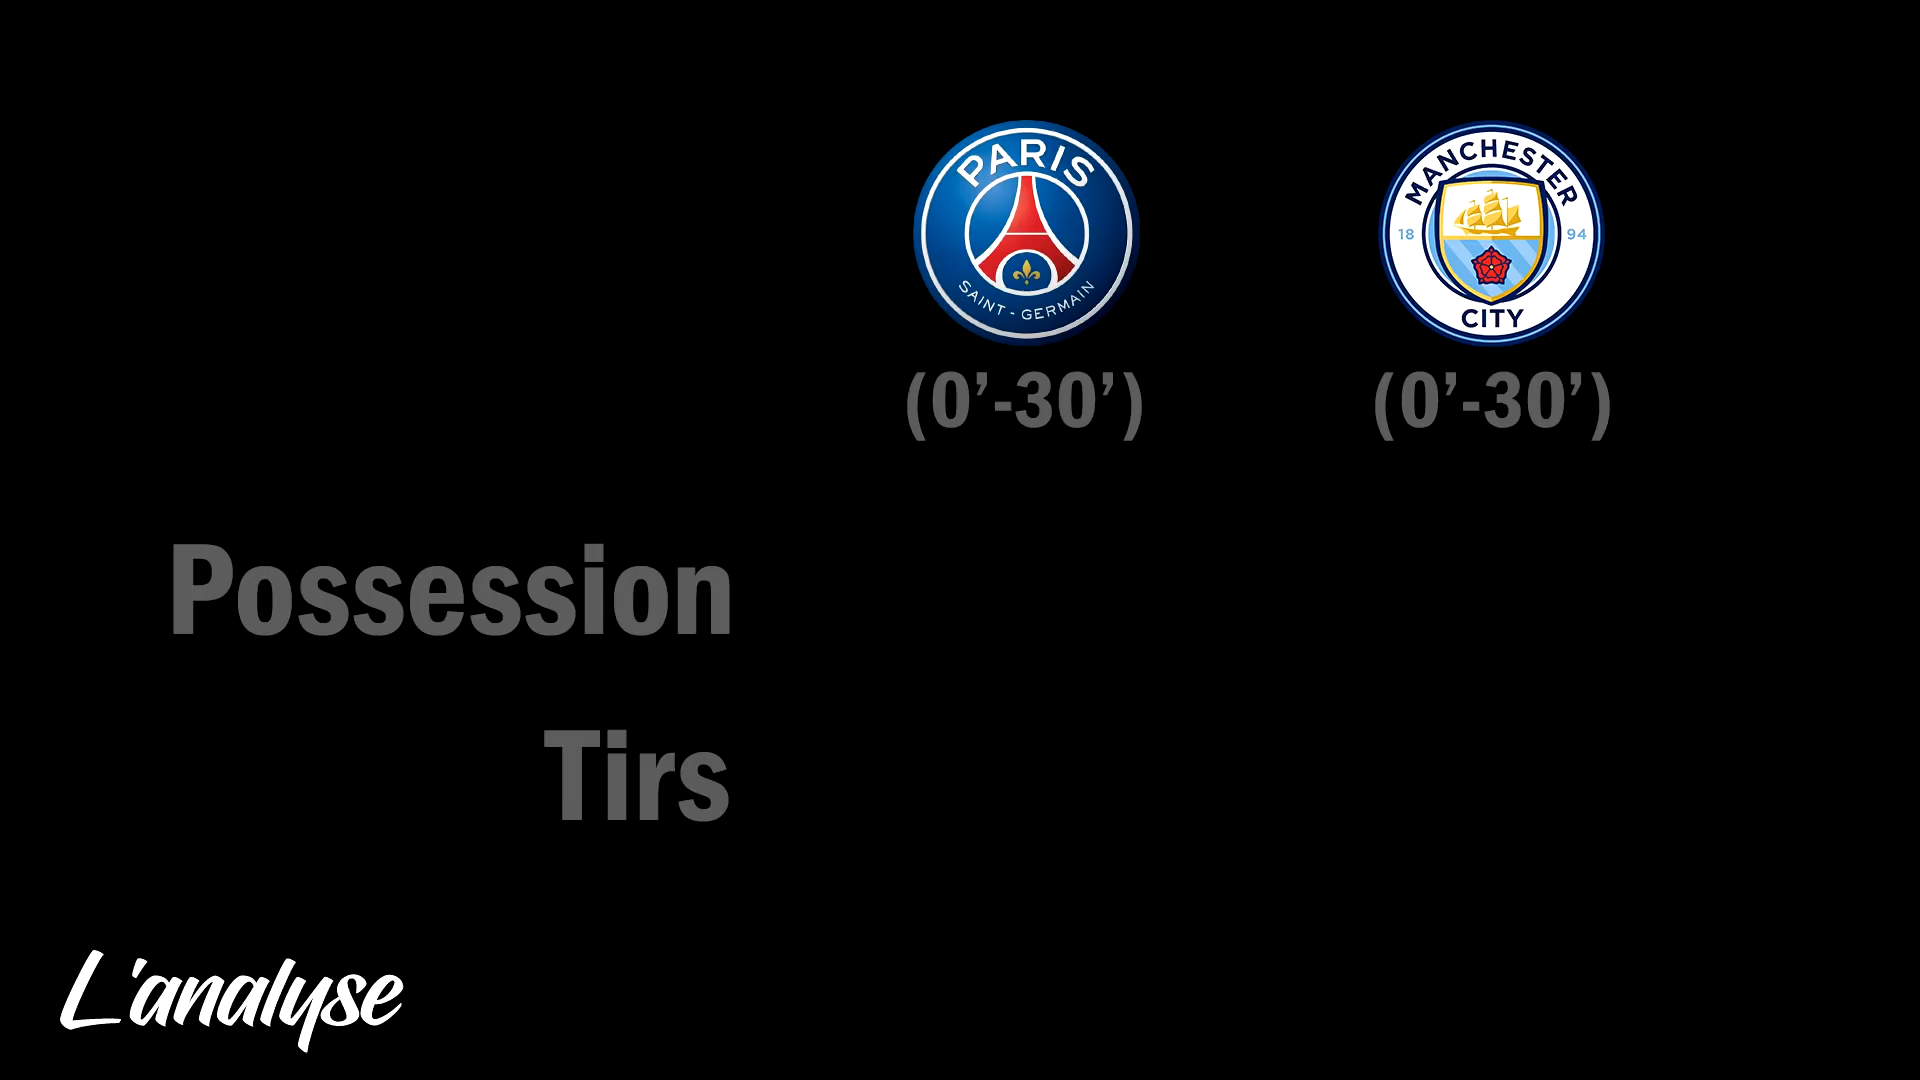 PARIS
SAINT - GERMAIN
MANCHESTER
18 94
CITY
(0’-30’) (0’-30’)
Possession
Tirs
L'analyse